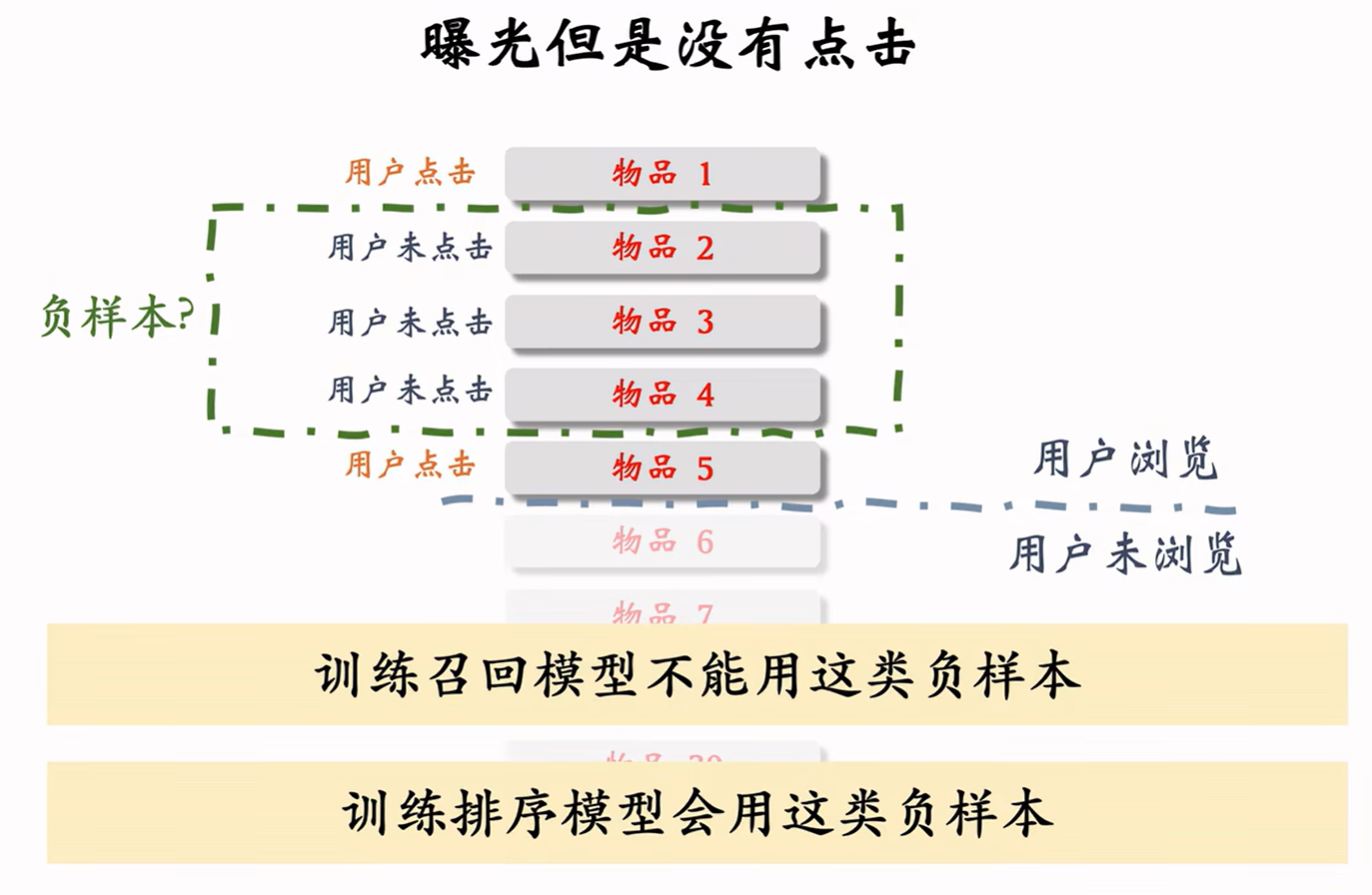 曝光但是没有点击
用户点击 物品 1
用户未点击 物品 2
负样本?
用户未点击 物品 3
用户未点击 物品 4
用户点击 物品 5
用户浏览
物品 6
用户未浏览
物品 7
训练召回模型不能用这类负样本
训练排序模型会用这类负样本